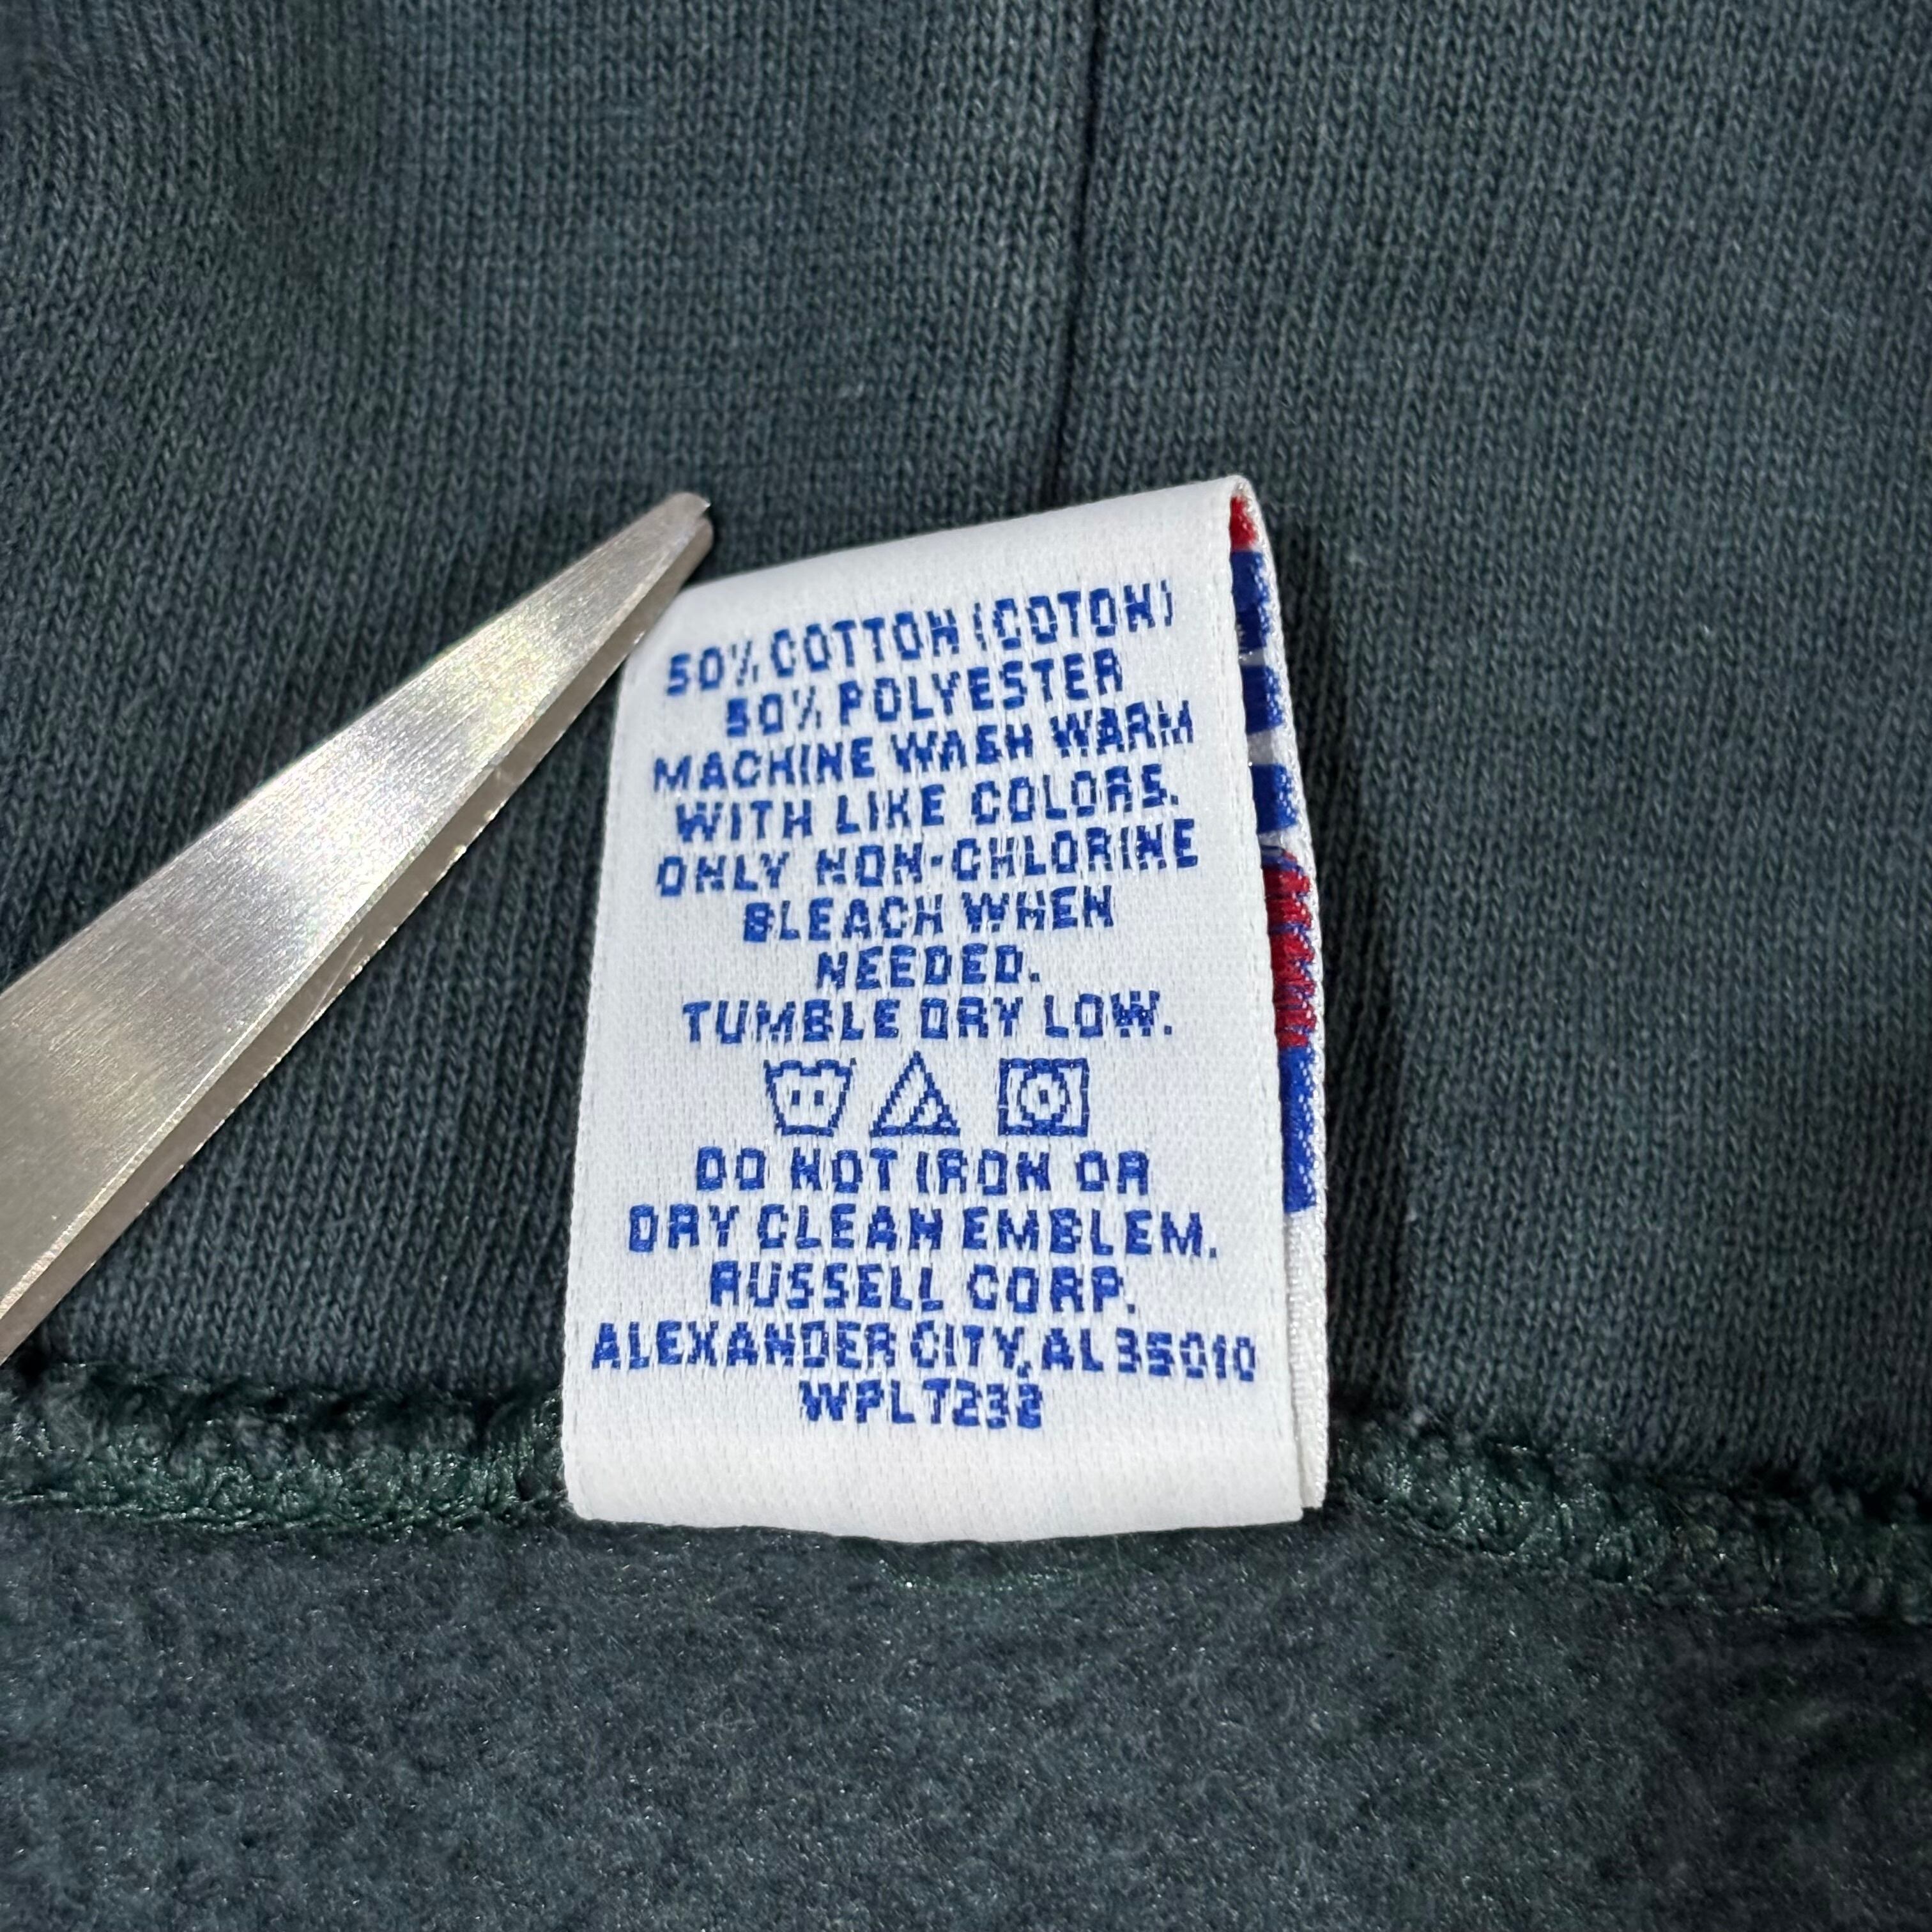 50% COTTON (COTON)
50% POLYESTER
MACHINE WASH WARM
WITH LIKE COLORS.
ONLY NON-CHLORINE
BLEACH WHEN
NEEDED.
TUMBLE DRY LOW.
DO NOT IRON OR
DRY CLEAN EMBLEM.
RUSSELL CORP.
ALEXANDER CITY, AL 35010
WPL 7232